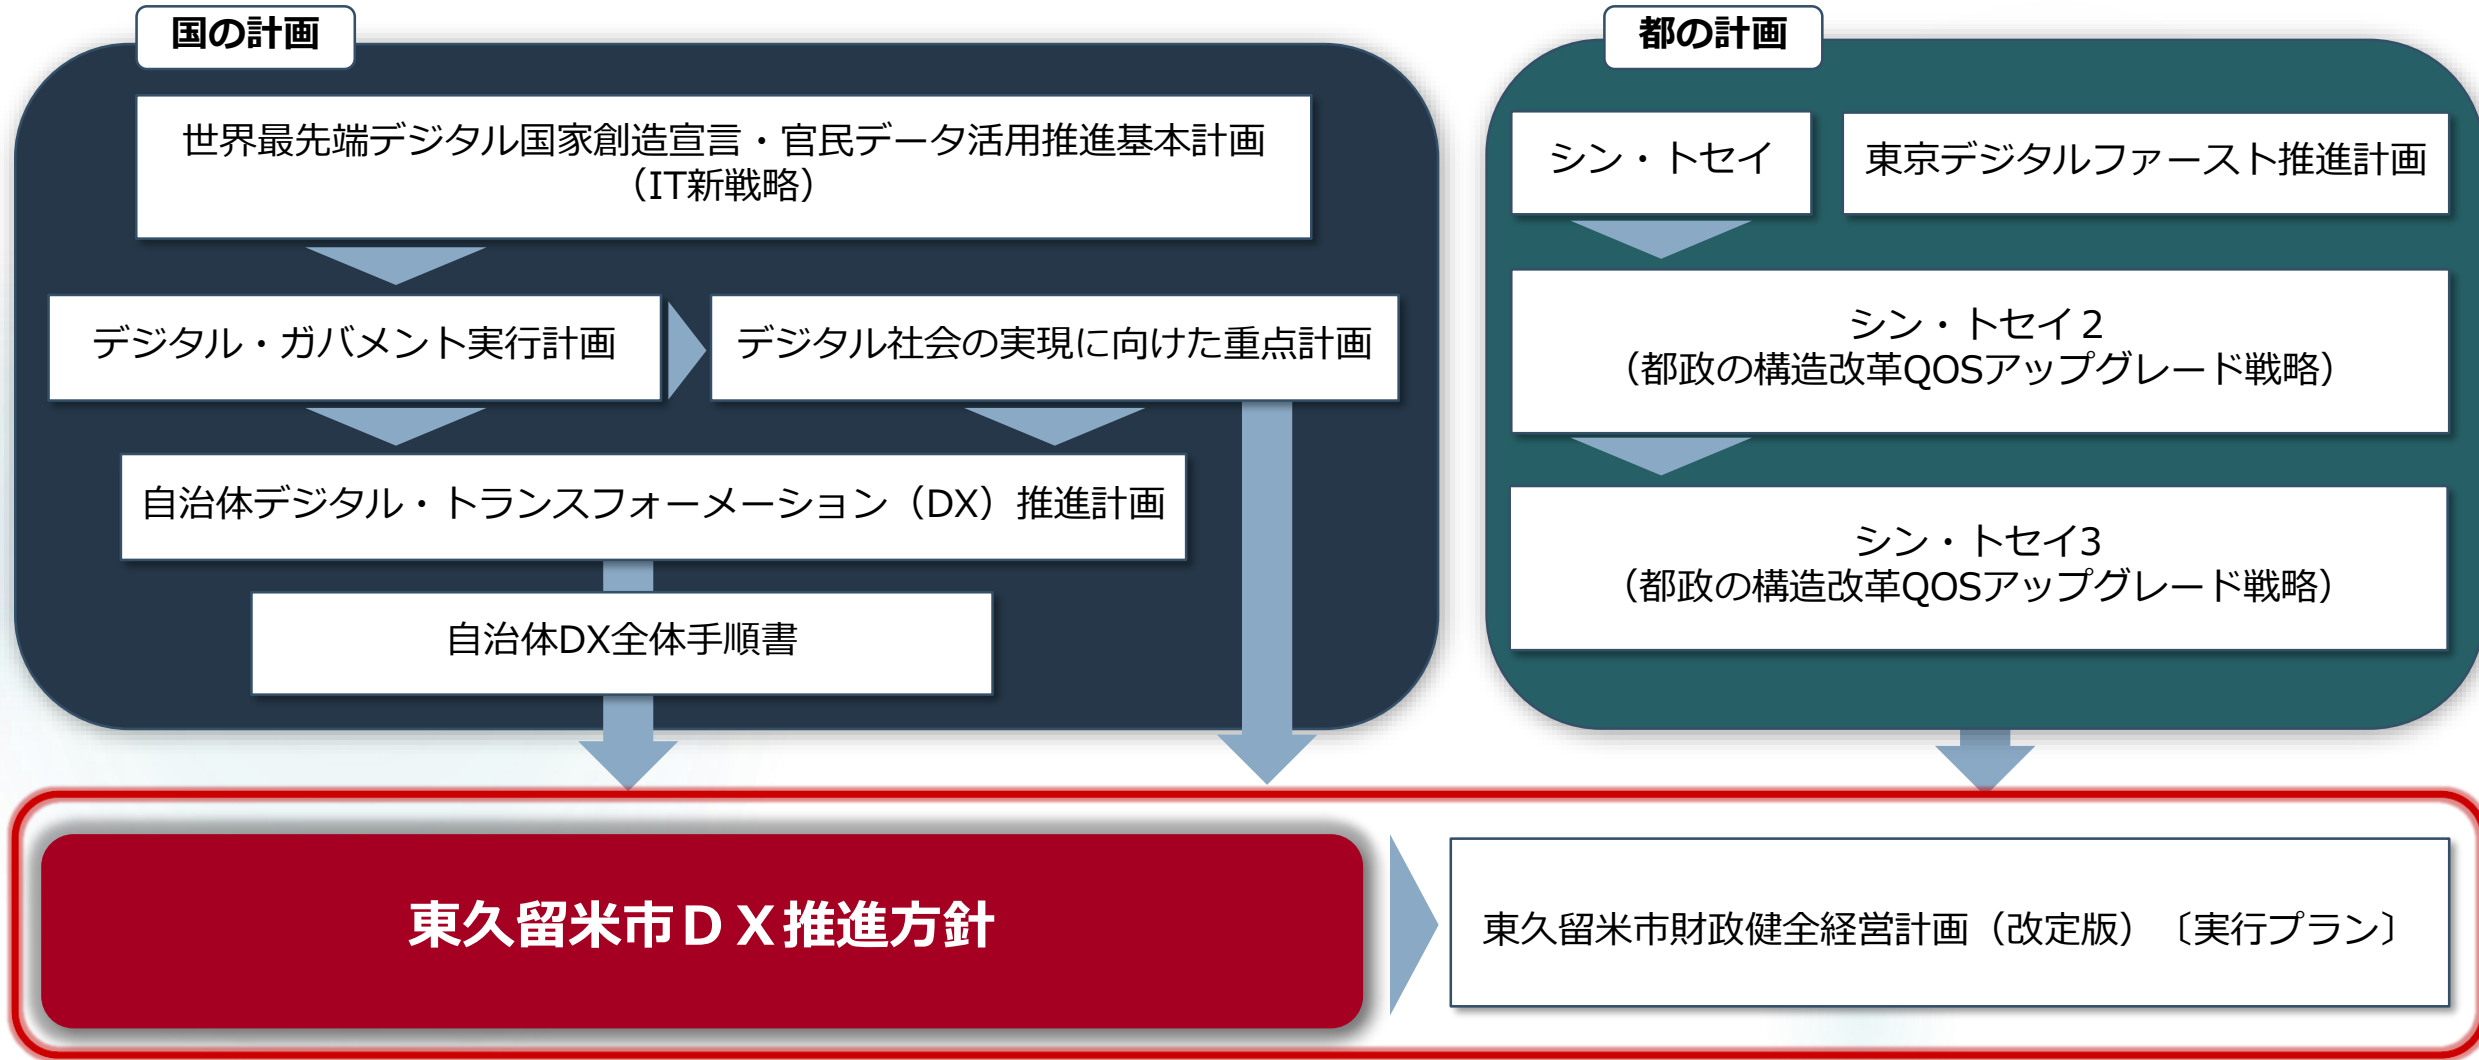 国の計画
世界最先端デジタル国家創造宣言・官民データ活用推進基本計画
（IT新戦略）
デジタル・ガバメント実行計画
デジタル社会の実現に向けた重点計画
自治体デジタル・トランスフォーメーション（DX）推進計画
自治体DX全体手順書
都の計画
シン・トセイ
東京デジタルファースト推進計画
シン・トセイ２
（都政の構造改革QOSアップグレード戦略）
シン・トセイ3
（都政の構造改革QOSアップグレード戦略）
東久留米市ＤＸ推進方針
東久留米市財政健全経営計画（改定版）〔実行プラン〕